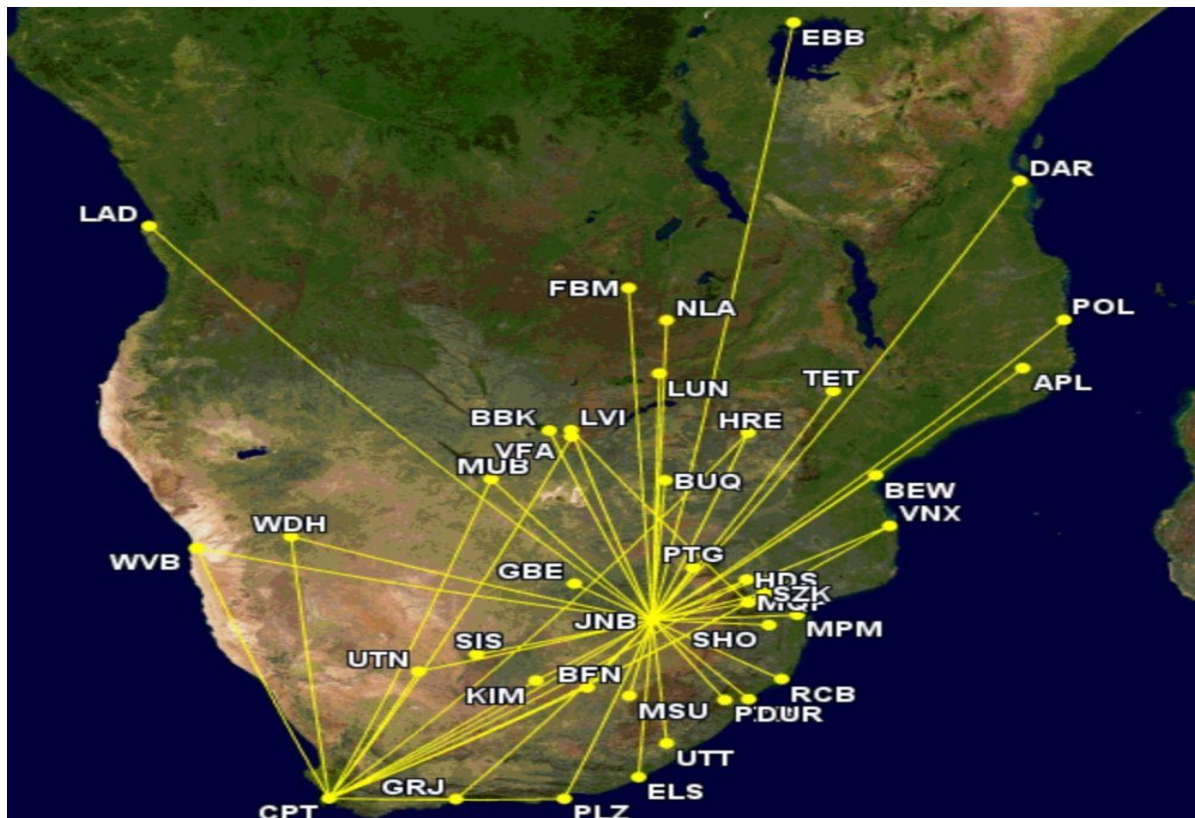 EBB
DAR
LAD
FBM
NLA
POL
LUN
TET
APL
BBK
LVI
HRE
VFA
MUB
BUQ
BEW
VNX
WDH
PTG
WVB
GBE
HDS
SZK
JNB
MPM
SHO
SIS
UTN
BFN
KIM
RCB
MSU
DUR
UTT
GRJ
ELS
CPT
PLZ